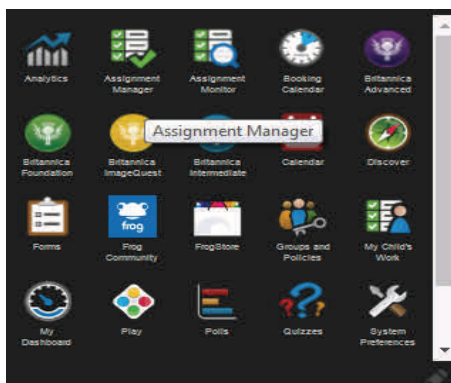 Analytics
Assignment
Manager
Assignment
Monitor
Booking
Calendar
Britannica
Advanced
Assignment Manager
Britannica
Foundation
Britannica
ImageQuest
Britannica
Intermediate
Calendar
Discover
Forms
frog
Frog
Community
FrogStore
Groups and
Policies
My Child's
Work
My
Dashboard
Play
Polls
Quizzes
System
Preferences